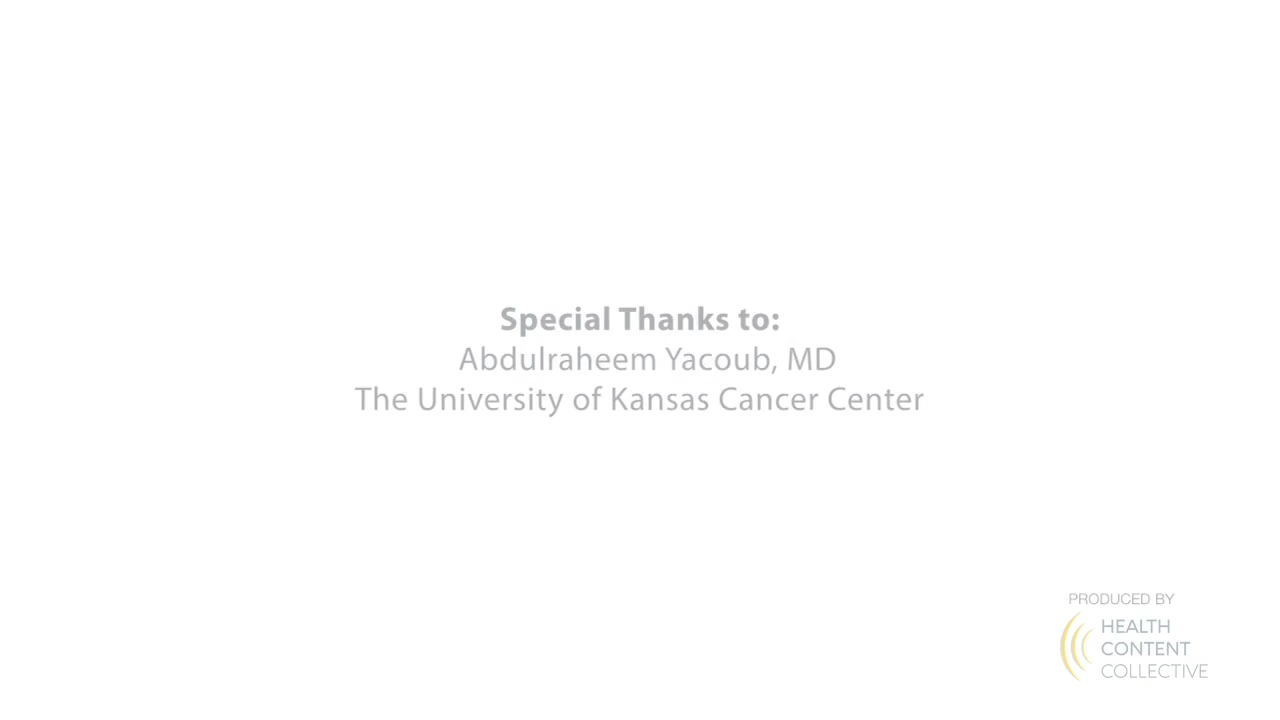 Special Thanks to:
Abdulraheem Yacoub, MD
The University of Kansas Cancer Center
PRODUCED BY
HEALTH
CONTENT
COLLECTIVE